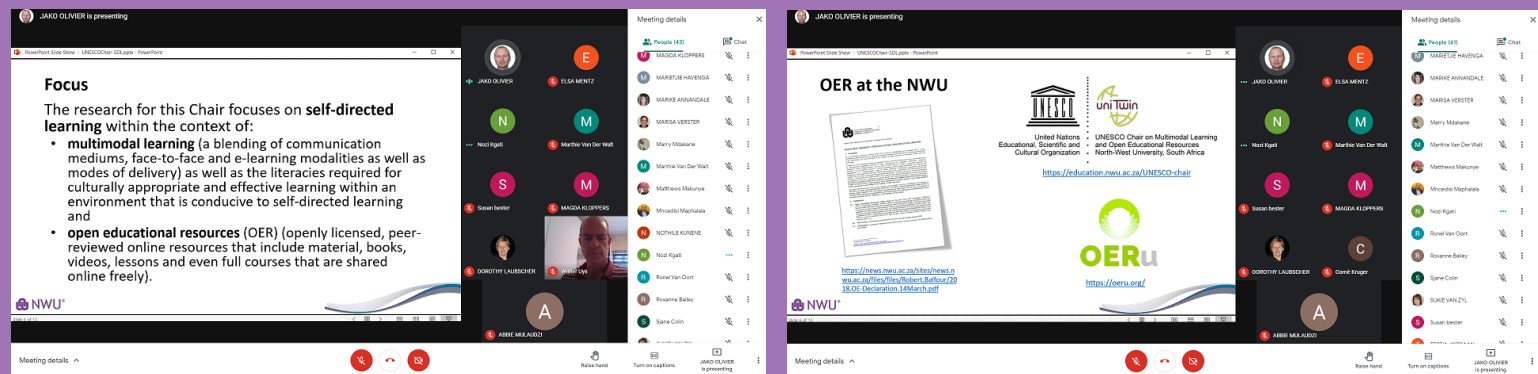 JAKO OLIVIER is presenting
PowerPoint Slide Show - UNESCOChair-SDL.pptx - PowerPoint
Focus
The research for this Chair focuses on self-directed
learning within the context of:
• multimodal learning (a blending of communication
mediums, face-to-face and e-learning modalities as well as
modes of delivery) as well as the literacies required for
culturally appropriate and effective learning within an
environment that is conducive to self-directed learning
and
• open educational resources (OER) (openly licensed, peer-
reviewed online resources that include material, books,
videos, lessons and even full courses that are shared
online freely).
NWU®
JAKO OLIVIER
E
ELSA MENTZ
N
Nozi Kgati
M
Marthie Van Der Walt
S
Susan bester
M
MAGDA KLOPPERS
DOROTHY LAUBSCHER
Walter Uys
A
ABBIE MULAUDZI
Meeting details
People (43)
Chat
M MAGDA KLOPPERS
MARIETJIE HAVENGA
MARIKE ANNANDALE
MARISA VERSTER
Marry Mdakane
M Marthie Van Der Walt
Matthews Makunye
Mncedisi Maphalala
N NOTHILE KUNENE
N Nozi Kgati
R Ronel Van Oort
R Roxanne Bailey
S Sjane Colin
Meeting details
Raise hand
Turn on captions
JAKO OLIVIER
is presenting
JAKO OLIVIER is presenting
PowerPoint Slide Show - UNESCOChair-SDL.pptx - PowerPoint
OER at the NWU
https://news.nwu.ac.za/sites/news.n
wu.ac.za/files/files/Robert.Balfour/20
18.OE-Declaration.14March.pdf
UNESCO
uniTwin
United Nations
Educational, Scientific and
Cultural Organization
UNESCO Chair on Multimodal Learning
and Open Educational Resources
North-West University, South Africa
https://education.nwu.ac.za/UNESCO-chair
OERu
https://oeru.org/
NWU®
JAKO OLIVIER
E
ELSA MENTZ
N
Nozi Kgati
M
Marthie Van Der Walt
S
Susan bester
M
MAGDA KLOPPERS
DOROTHY LAUBSCHER
C
Corné Kruger
A
ABBIE MULAUDZI
Meeting details
People (41)
Chat
MARIETJIE HAVENGA
MARIKE ANNANDALE
MARISA VERSTER
Marry Mdakane
M Marthie Van Der Walt
Matthews Makunye
Mncedisi Maphalala
N Nozi Kgati
R Ronel Van Oort
R Roxanne Bailey
S Sjane Colin
SUKIE VAN ZYL
S Susan bester
Meeting details
Raise hand
Turn on captions
JAKO OLIVIER
is presenting